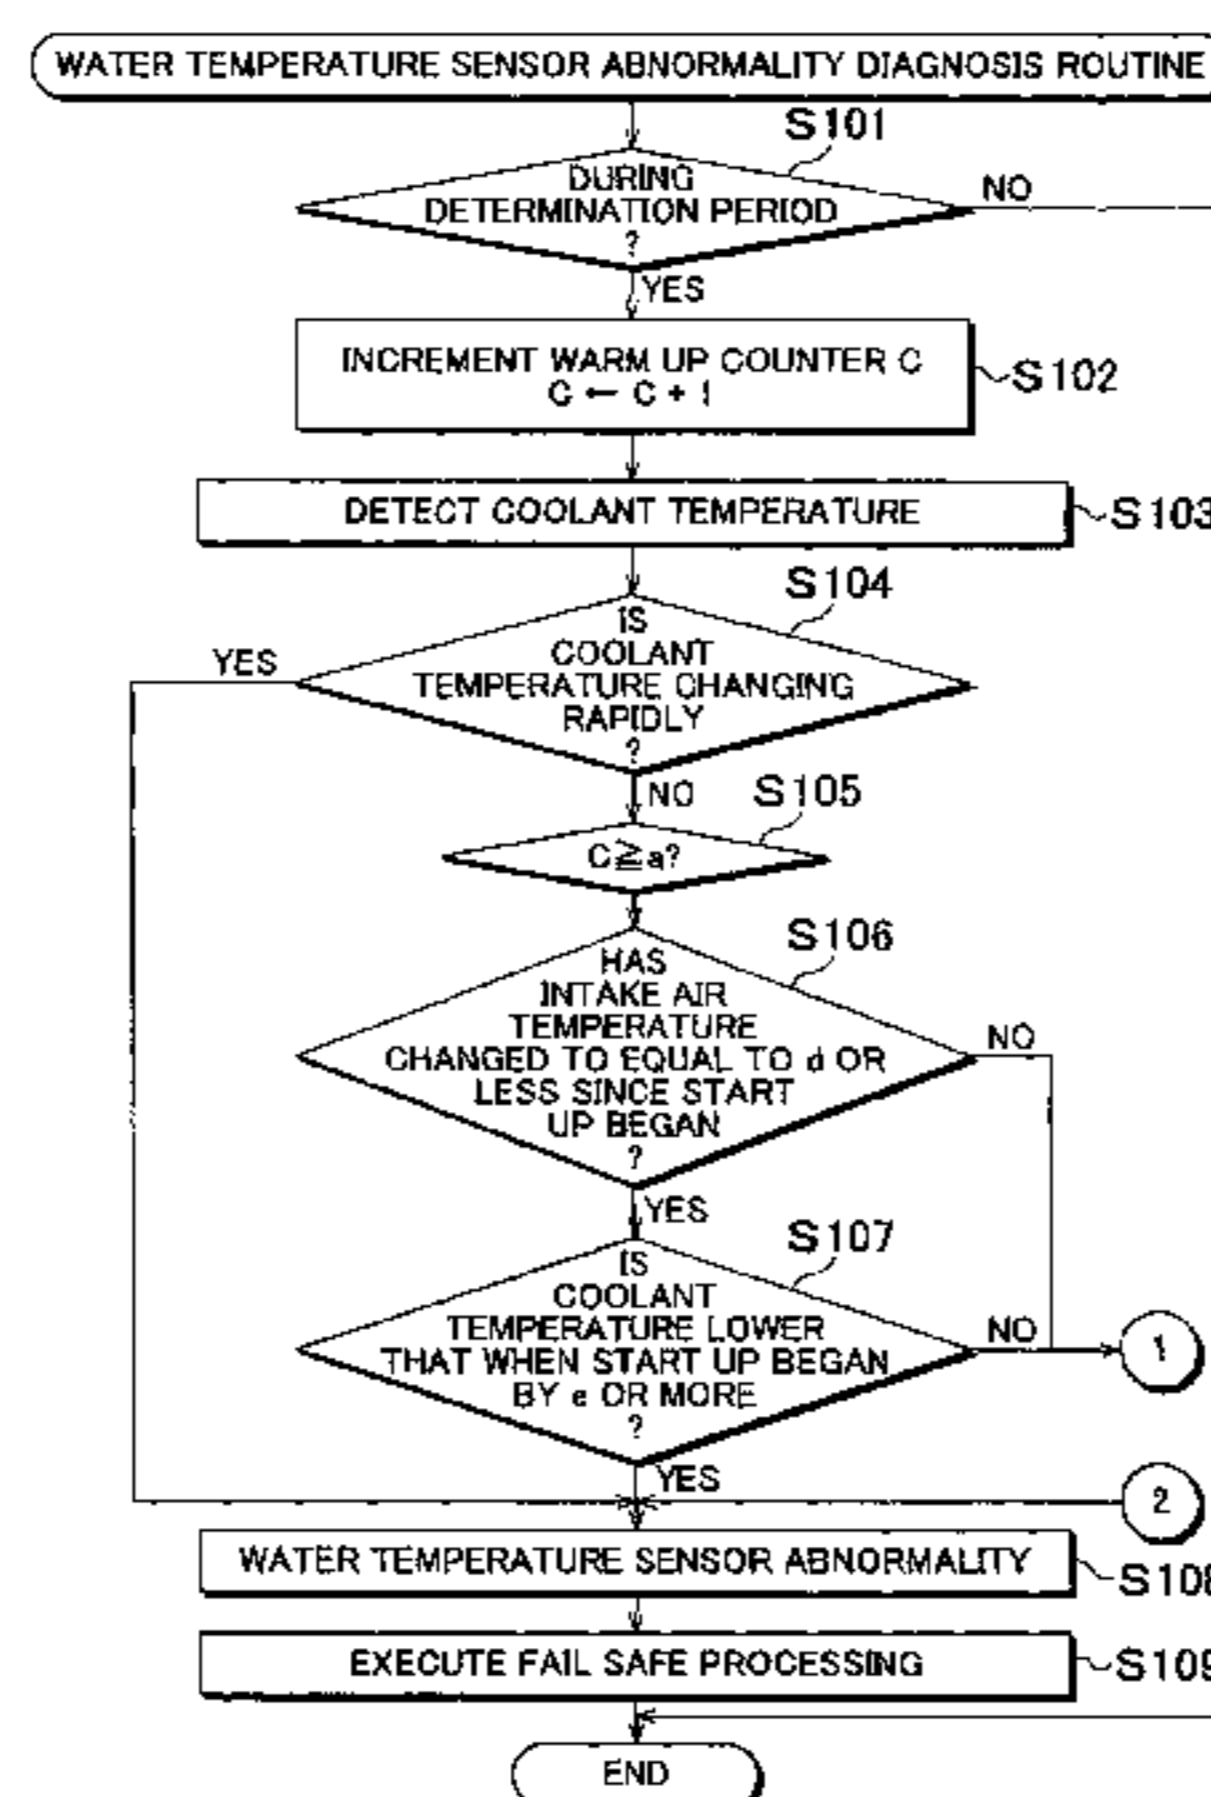 WATER TEMPERATURE SENSOR ABNORMALITY DIAGNOSIS ROUTINE
S101
DURING
DETERMINATION PERIOD
?
NO
YES
INCREMENT WARM UP COUNTER C
C ← C + 1
S102
DETECT COOLANT TEMPERATURE
S103
S104
IS
COOLANT
TEMPERATURE CHANGING
RAPIDLY
?
YES
NO
S105
C≧a?
S106
HAS
INTAKE AIR
TEMPERATURE
CHANGED TO EQUAL TO d OR
LESS SINCE START
UP BEGAN
?
NO
YES
S107
IS
COOLANT
TEMPERATURE LOWER
THAT WHEN START UP BEGAN
BY e OR MORE
?
NO
1
YES
2
WATER TEMPERATURE SENSOR ABNORMALITY
S108
EXECUTE FAIL SAFE PROCESSING
S109
END